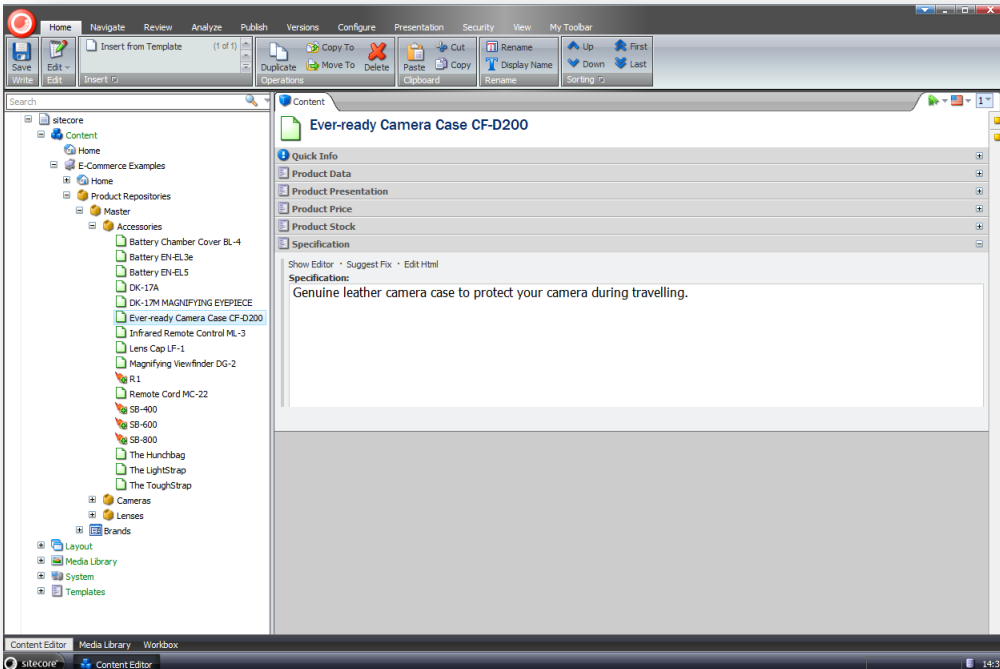 Home Navigate Review Analyze Publish Versions Configure Presentation Security View My Toolbar
Insert from Template (1 of 1)
Copy To Cut Rename Up First
Save Edit Duplicate Move To Delete Paste Copy Display Name Down Last
Write Edit Insert Operations Clipboard Rename Sorting
Search
Content
1
Ever-ready Camera Case CF-D200
Quick Info
Product Data
Product Presentation
Product Price
Product Stock
Specification
Show Editor · Suggest Fix · Edit Html
Specification:
Genuine leather camera case to protect your camera during travelling.
sitecore
Content
Home
E-Commerce Examples
Home
Product Repositories
Master
Accessories
Battery Chamber Cover BL-4
Battery EN-EL3e
Battery EN-EL5
DK-17A
DK-17M MAGNIFYING EYEPIECE
Ever-ready Camera Case CF-D200
Infrared Remote Control ML-3
Lens Cap LF-1
Magnifying Viewfinder DG-2
R1
Remote Cord MC-22
SB-400
SB-600
SB-800
The Hunchbag
The LightStrap
The ToughStrap
Cameras
Lenses
Brands
Layout
Media Library
System
Templates
Content Editor Media Library Workbox
sitecore Content Editor 14:3